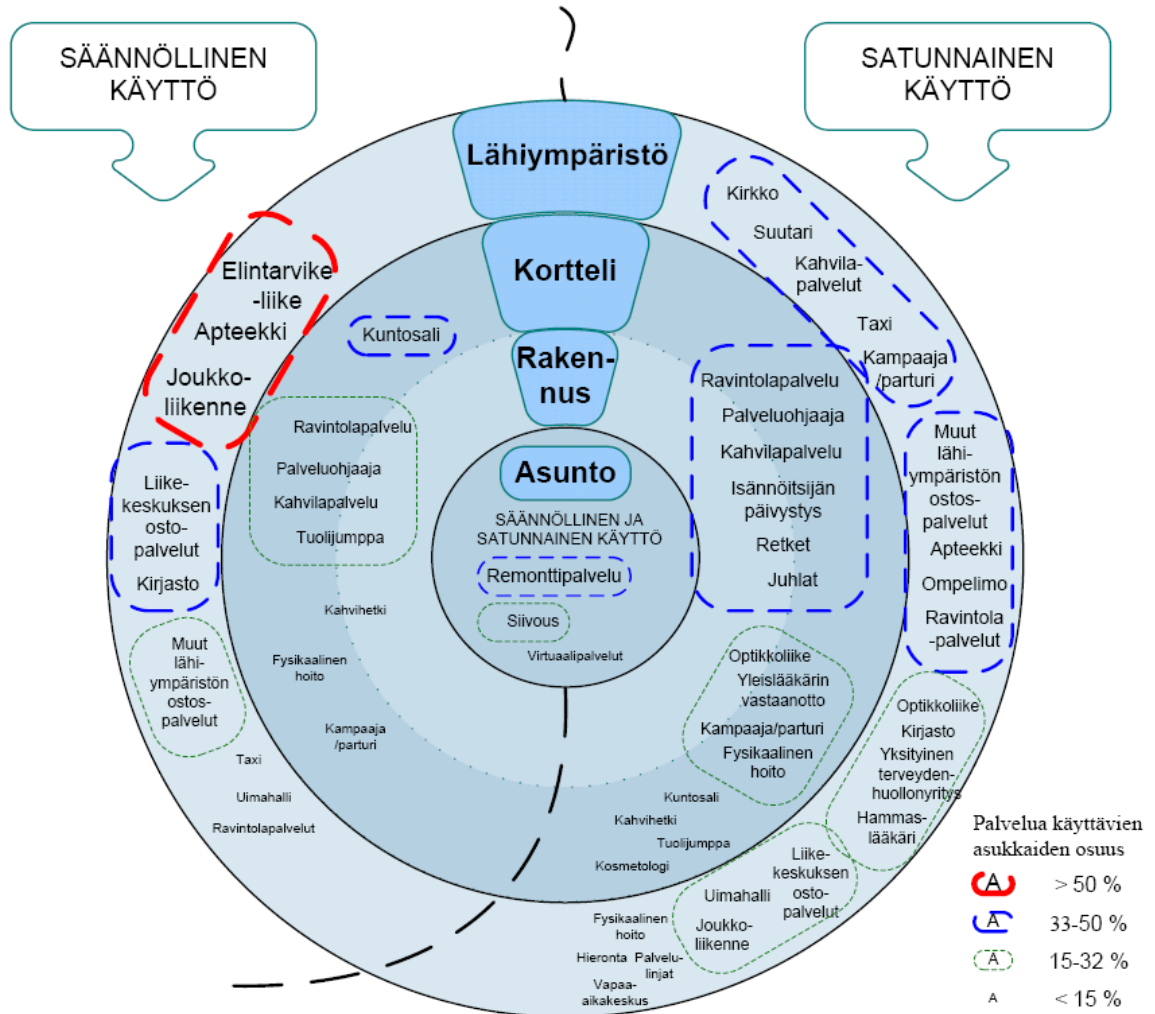 SÄÄNNÖLLINEN
KÄYTTÖ
SATUNNAINEN
KÄYTTÖ
Lähiympäristö
Kortteli
Raken-
nus
Asunto
SÄÄNNÖLLINEN JA
SATUNNAINEN KÄYTTÖ
Remonttipalvelu
Siivous
Virtuaalipalvelut
Elintarvike
-liike
Apteekki
Joukko-
liikenne
Liike-
keskuksen
osto-
palvelut
Kirjasto
Muut
lähi-
ympäristön
ostos-
palvelut
Taxi
Uimahalli
Ravintolapalvelut
Kuntosali
Ravintolapalvelu
Palveluohjaaja
Kahvilapalvelu
Tuolijumppa
Kahvihetki
Fysikaalinen
hoito
Kampaaja
/parturi
Kirkko
Suutari
Kahvila-
palvelut
Taxi
Kampaaja
/parturi
Ravintolapalvelu
Palveluohjaaja
Kahvilapalvelu
Isännöitsijän
päivystys
Retket
Juhlat
Muut
lähi-
ympäristön
ostos-
palvelut
Apteekki
Ompelimo
Ravintola
-palvelut
Optikkoliike
Yleislääkärin
vastaanotto
Kampaaja/parturi
Fysikaalinen
hoito
Optikkoliike
Kirjasto
Yksityinen
terveyden-
huollonyritys
Hammas-
lääkäri
Kuntosali
Kahvihetki
Tuolijumppa
Kosmetologi
Liike-
keskuksen
osto-
palvelut
Uimahalli
Joukko-
liikenne
Fysikaalinen
hoito
Hieronta
Palvelu-
linjat
Vapaa-
aikakeskus
Palvelua käyttävien
asukkaiden osuus
A > 50 %
A 33-50 %
A 15-32 %
A < 15 %